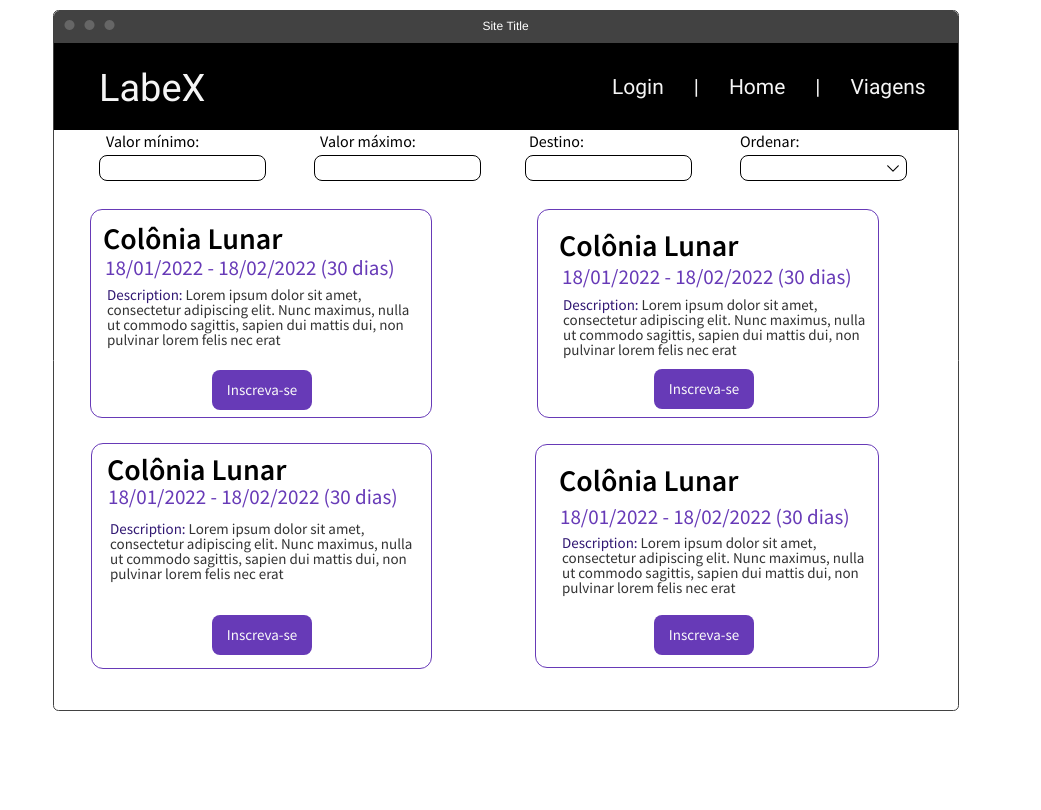 Site Title
LabeX
Login | Home | Viagens
Valor mínimo:
Valor máximo:
Destino:
Ordenar:
Colônia Lunar
18/01/2022 - 18/02/2022 (30 dias)
Description: Lorem ipsum dolor sit amet,
consectetur adipiscing elit. Nunc maximus, nulla
ut commodo sagittis, sapien dui mattis dui, non
pulvinar lorem felis nec erat
Inscreva-se
Colônia Lunar
18/01/2022 - 18/02/2022 (30 dias)
Description: Lorem ipsum dolor sit amet,
consectetur adipiscing elit. Nunc maximus, nulla
ut commodo sagittis, sapien dui mattis dui, non
pulvinar lorem felis nec erat
Inscreva-se
Colônia Lunar
18/01/2022 - 18/02/2022 (30 dias)
Description: Lorem ipsum dolor sit amet,
consectetur adipiscing elit. Nunc maximus, nulla
ut commodo sagittis, sapien dui mattis dui, non
pulvinar lorem felis nec erat
Inscreva-se
Colônia Lunar
18/01/2022 - 18/02/2022 (30 dias)
Description: Lorem ipsum dolor sit amet,
consectetur adipiscing elit. Nunc maximus, nulla
ut commodo sagittis, sapien dui mattis dui, non
pulvinar lorem felis nec erat
Inscreva-se